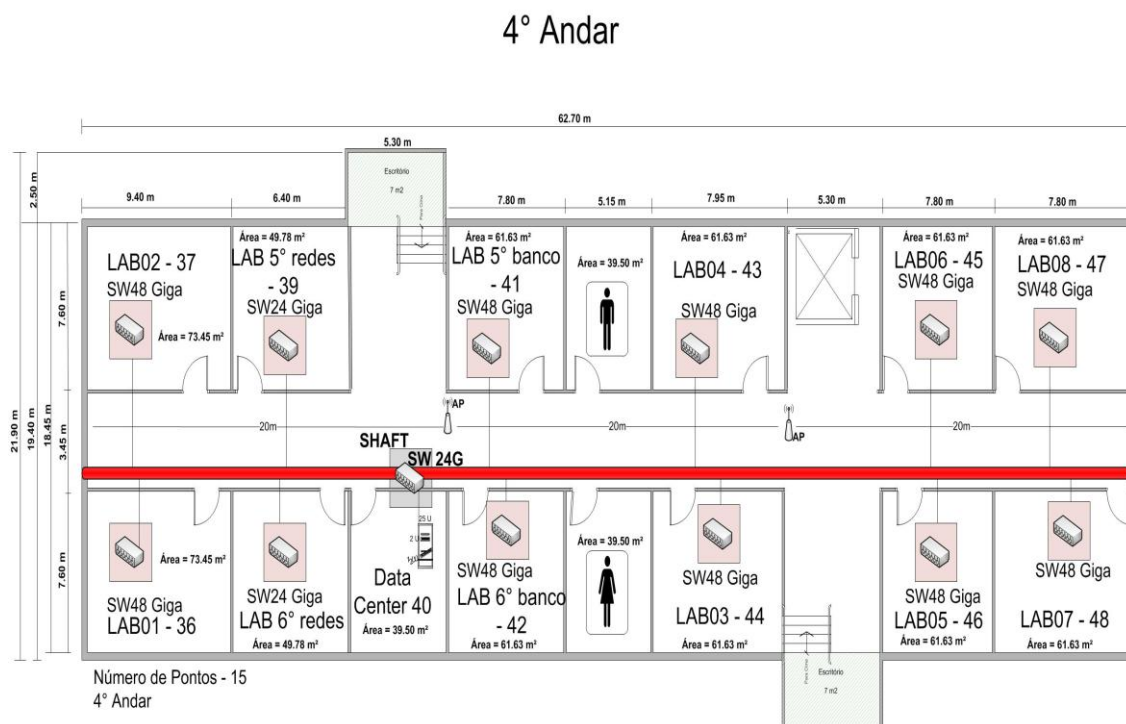 4° Andar
62.70 m
5.30 m
2.50 m
Escritório
7 m2
9.40 m
6.40 m
7.80 m
5.15 m
7.95 m
5.30 m
7.80 m
7.80 m
LAB02 - 37
SW48 Giga
Área = 73.45 m²
Área = 49.78 m²
LAB 5° redes
- 39
SW24 Giga
Área = 61.63 m²
LAB 5° banco
- 41
SW48 Giga
Área = 39.50 m²
Área = 61.63 m²
LAB04 - 43
SW48 Giga
Área = 61.63 m²
LAB06 - 45
SW48 Giga
Área = 61.63 m²
LAB08 - 47
SW48 Giga
7.60 m
21.90 m
19.40 m
18.45 m
3.45 m
7.60 m
AP
20m
20m
AP
20m
SHAFT
SW 24G
25 U
2 U
Área = 73.45 m²
SW48 Giga
LAB01 - 36
SW24 Giga
LAB 6° redes
Área = 49.78 m²
Data
Center 40
Área = 39.50 m²
SW48 Giga
LAB 6° banco
- 42
Área = 61.63 m²
Área = 39.50 m²
SW48 Giga
LAB03 - 44
Área = 61.63 m²
SW48 Giga
LAB05 - 46
Área = 61.63 m²
SW48 Giga
LAB07 - 48
Área = 61.63 m²
Escritório
7 m2
Número de Pontos - 15
4° Andar